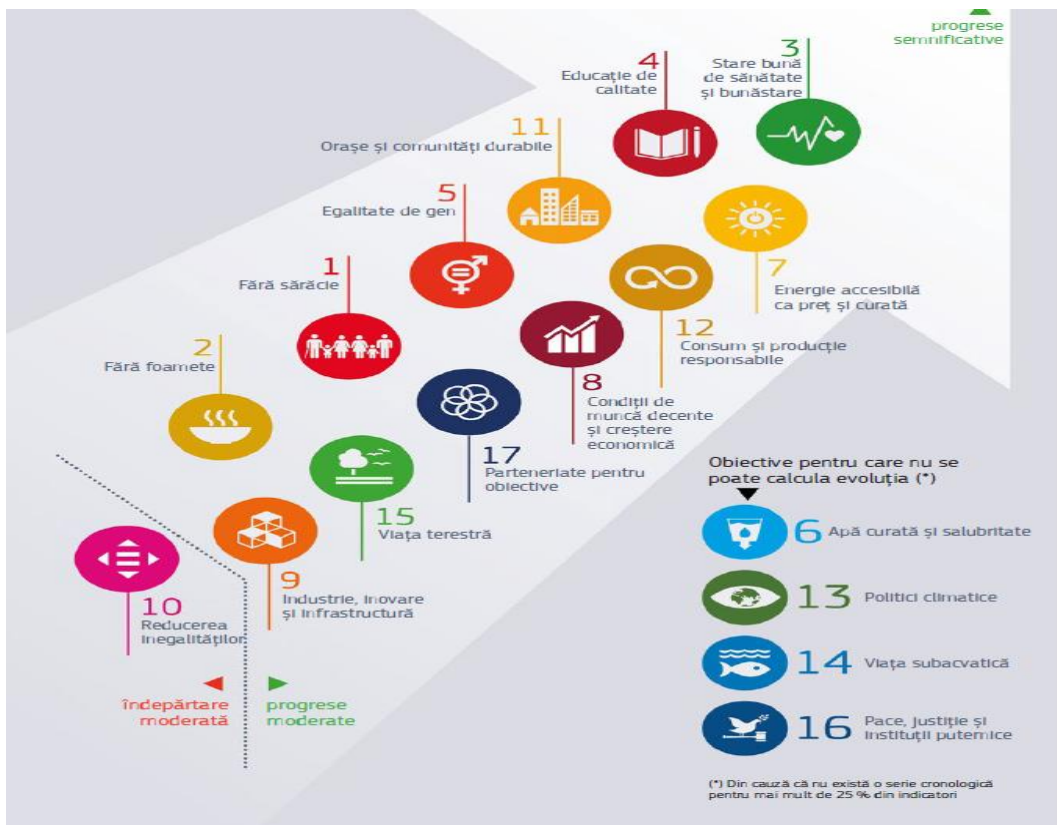 progrese
semnificative
3
Stare bună
de sănătate
și bunăstare
4
Educație de
calitate
11
Orașe și comunități durabile
5
Egalitate de gen
7
Energie accesibilă
ca preț și curată
1
Fără sărăcie
12
Consum și producție
responsabile
2
Fără foamete
8
Condiții de
muncă decente
și creștere
economică
17
Parteneriate pentru
obiective
15
Viața terestră
9
Industrie, inovare
și infrastructură
10
Reducerea
inegalităților
îndepărtare
moderată
progrese
moderate
Obiective pentru care nu se
poate calcula evoluția (*)
6 Apă curată și salubritate
13 Politici climatice
14 Viața subacvatică
16 Pace, justiție și
instituții puternice
(*) Din cauză că nu există o serie cronologică
pentru mai mult de 25 % din indicatori